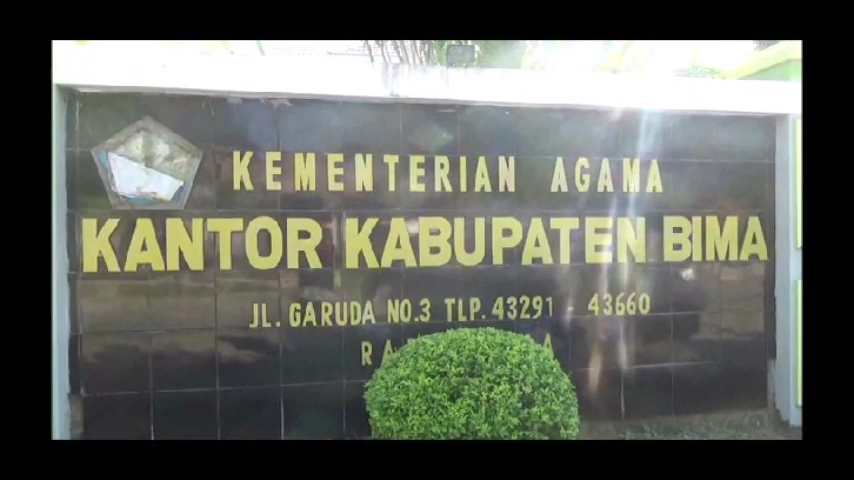 KEMENTERIAN AGAMA
KANTOR KABUPATEN BIMA
JL. GARUDA NO.3 TLP. 43291 43660